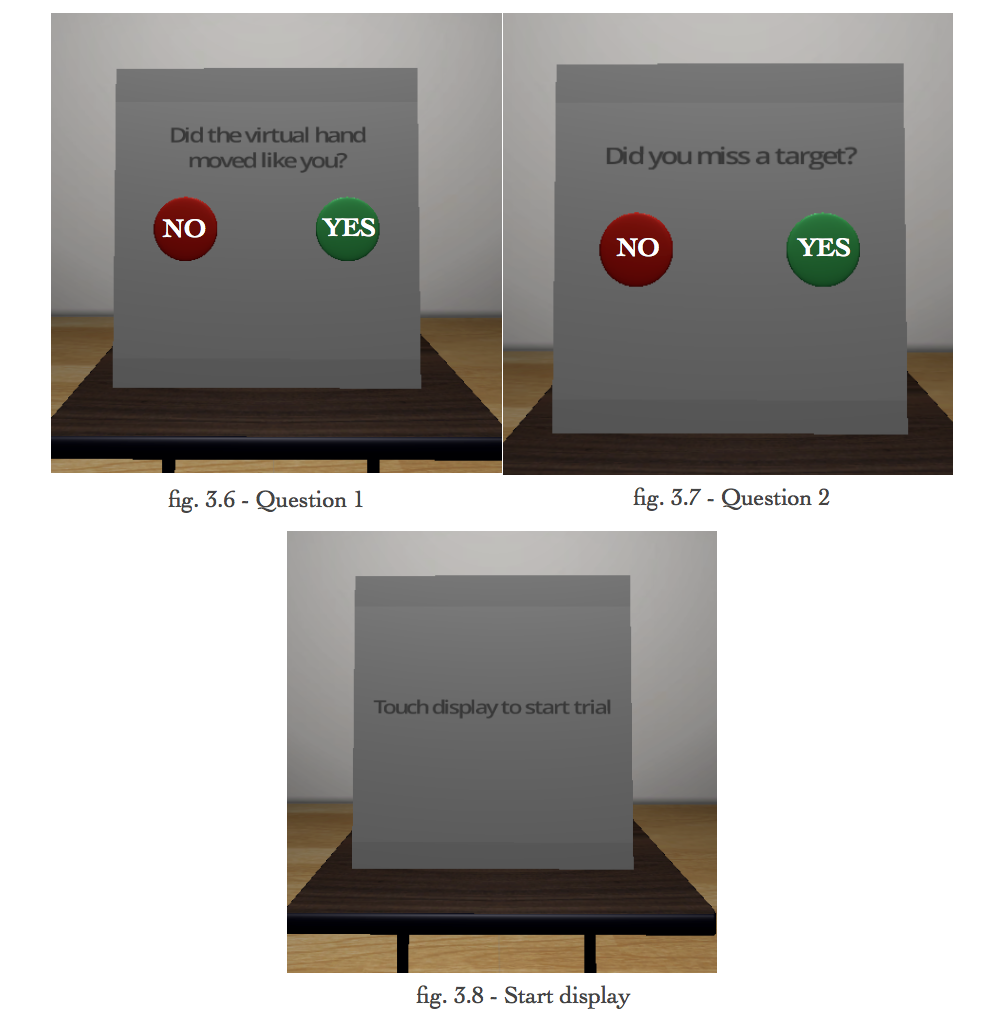 Did the virtual hand
moved like you?
NO
YES
fig. 3.6 - Question 1
Did you miss a target?
NO
YES
fig. 3.7 - Question 2
Touch display to start trial
fig. 3.8 - Start display